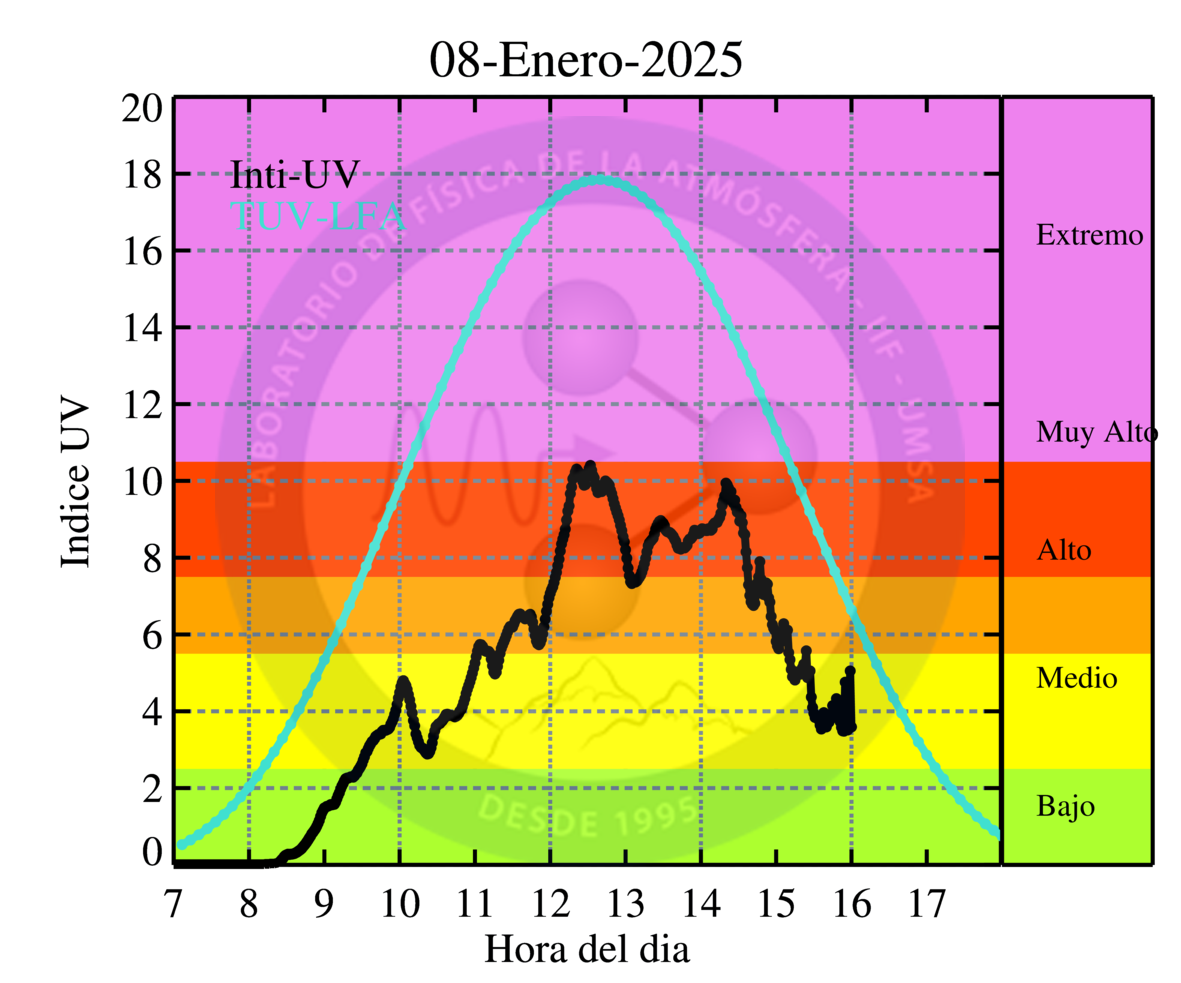 08-Enero-2025
20
18
16
14
12
10
8
6
4
2
0
Indice UV
Inti-UV
TUV-LFA
LABORATORIO DE FÍSICA DE LA ATMÓSFERA - IIF - UMSA
DESDE 1995
Extremo
Muy Alto
Alto
Medio
Bajo
7 8 9 10 11 12 13 14 15 16 17
Hora del dia